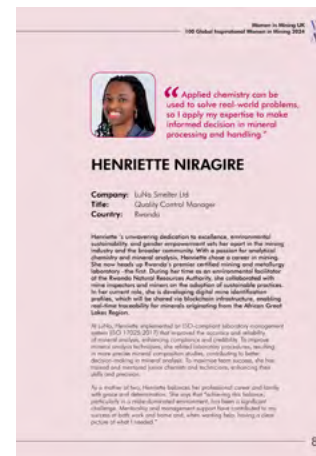 Women in Mining UK
100 Global Inspirational Women in Mining 2024
“ Applied chemistry can
be used to solve real-world problems,
so I apply my expertise to make
informed decision in mineral
processing and handling.”
HENRIETTE NIRAGIRE
Company: LuNa Smelter Ltd
Title: Quality Control Manager
Country: Rwanda
Henriette 's unwavering dedication to excellence, environmental
sustainability and gender empowerment sets her apart in the mining
industry and the broader community. With a passion for analytical
chemistry and mineral analysis, Henriette chose a career in mining.
She now heads up Rwanda's premier certified mining and metallurgy
laboratory - the first. During her time as an environmental facilitator
at the Rwanda Natural Resources Authority, she collaborated with
mine inspectors and miners on the adoption of sustainable practices.
In her current role, she is developing digital mine identification
profiles, which will be shared via blockchain infrastructure, enabling
real-time traceability for minerals originating from the African Great
Lakes Region.
At LuNa, Henriette implemented an ISO-compliant laboratory management
system (ISO 17025:2017) that improved the accuracy and reliability
of mineral analysis, enhancing compliance and credibility. To improve
mineral analysis techniques, she refined laboratory procedures, resulting
in more precise mineral composition studies, contributing to better
decision-making in mineral analysis. To maximise team success, she has
trained and mentored junior chemists and technicians, enhancing their
skills and precision.
As a mother of two, Henriette balances her professional career and family
with grace and determination. She says that "achieving this balance,
particularly in a male-dominated environment, has been a significant
challenge. Mentorship and management support have contributed to my
success at both work and home and, when wanting help, having a clear
picture of what I needed."
8